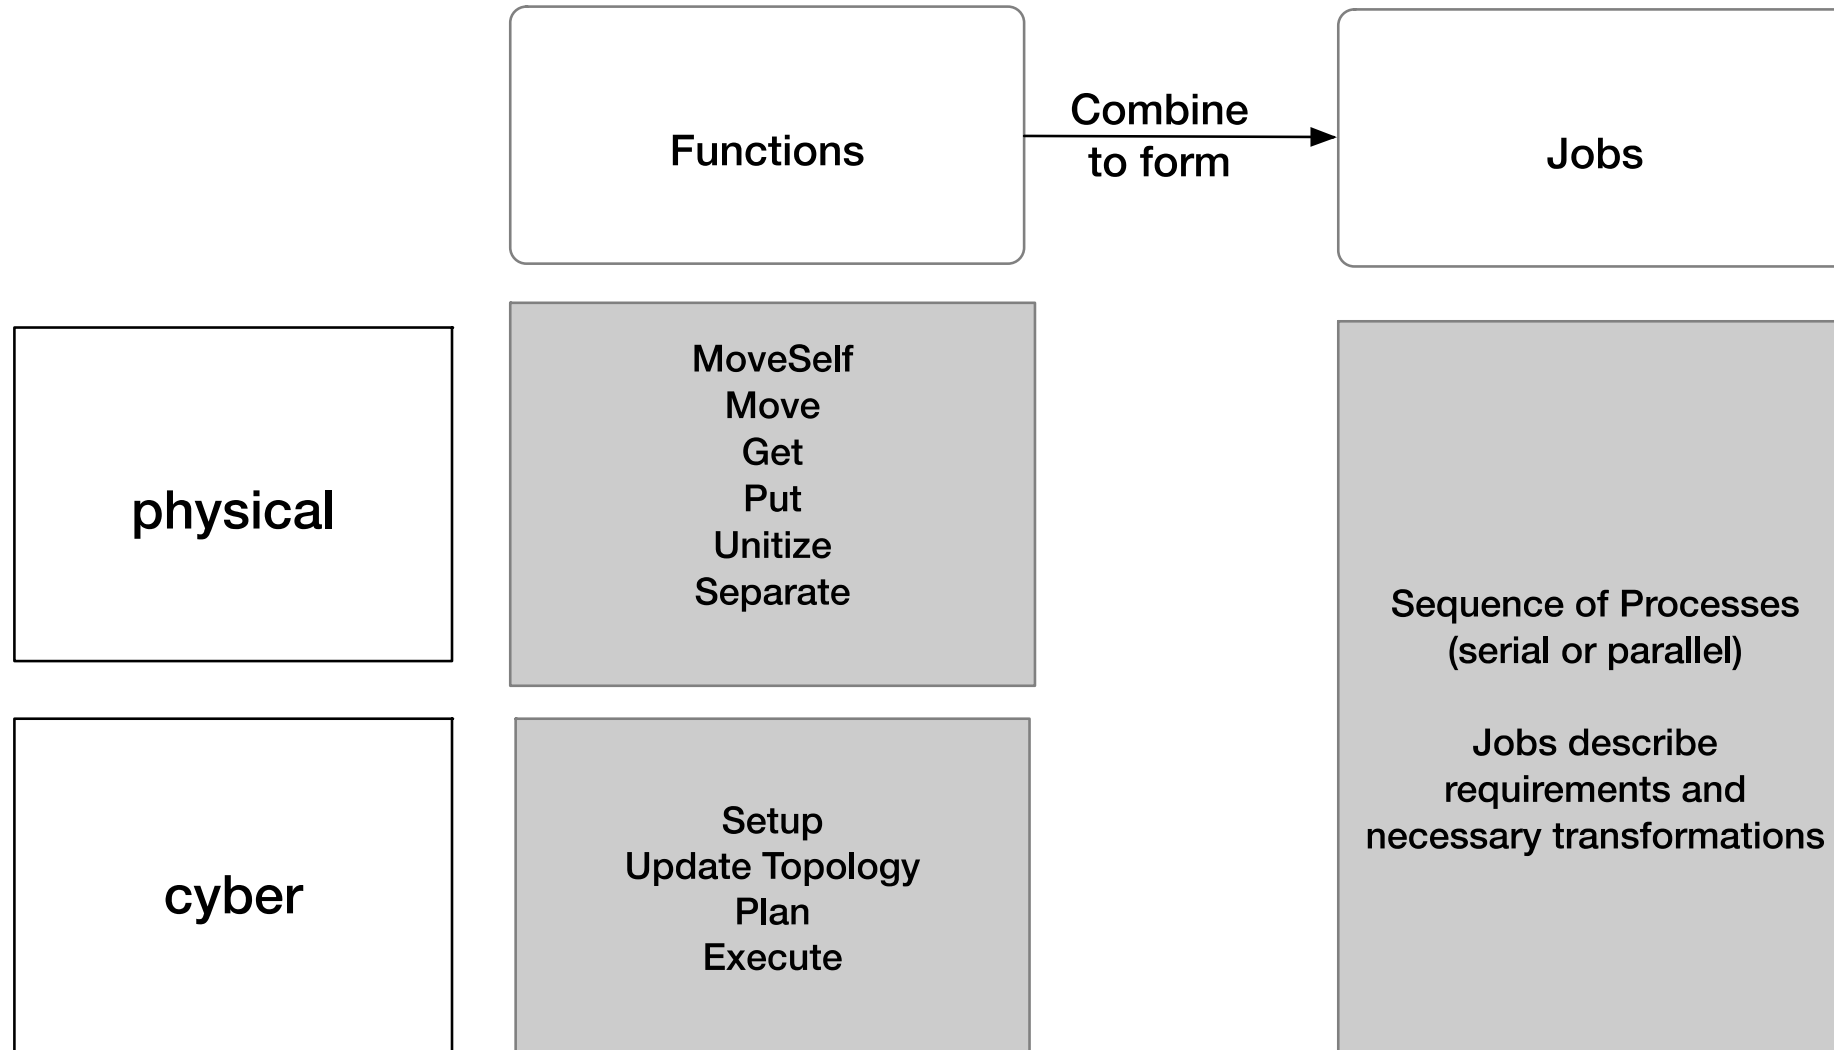 Functions
Combine
to form
Jobs
physical
MoveSelf
Move
Get
Put
Unitize
Separate
cyber
Setup
Update Topology
Plan
Execute
Sequence of Processes
(serial or parallel)
Jobs describe
requirements and
necessary transformations